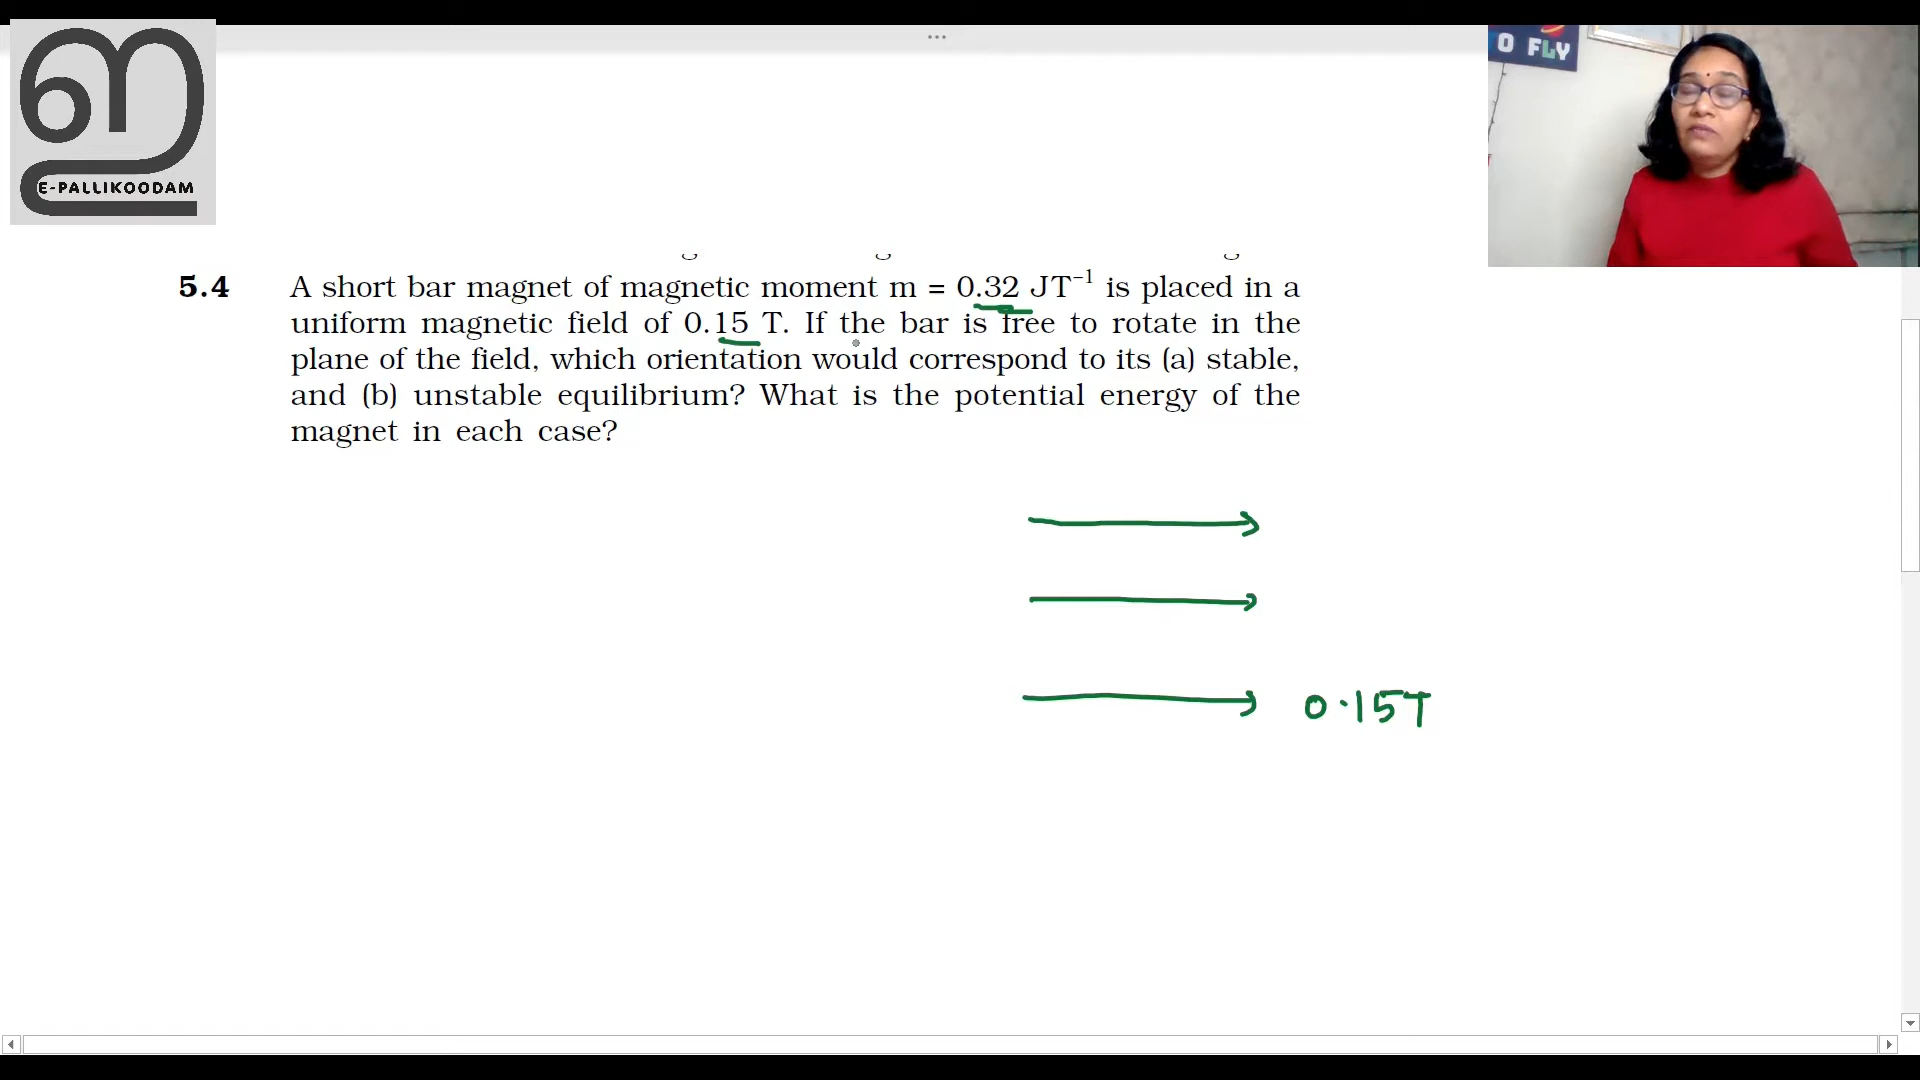 ...
O FLY
ഈ
E-PALLIKOODAM
5.4 A short bar magnet of magnetic moment m = 0.32 JT⁻¹ is placed in a
uniform magnetic field of 0.15 T. If the bar is free to rotate in the
plane of the field, which orientation would correspond to its (a) stable,
and (b) unstable equilibrium? What is the potential energy of the
magnet in each case?
0.15T